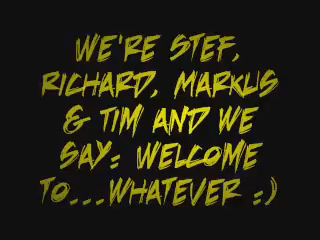 WE'RE STEF,
RICHARD, MARKUS
& TIM AND WE
SAY: WELCOME
TO...WHATEVER :)